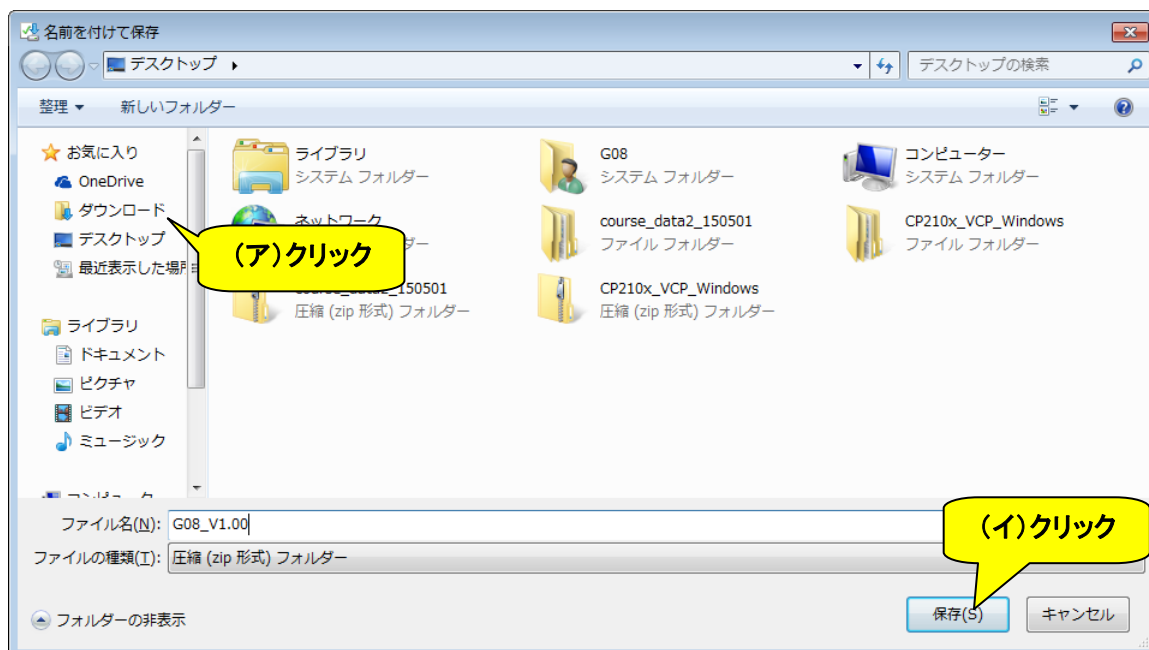 名前を付けて保存
デスクトップ
デスクトップの検索
整理 新しいフォルダー
お気に入り
OneDrive
ダウンロード
デスクトップ
最近表示した場所
ライブラリ
ドキュメント
ピクチャ
ビデオ
ミュージック
ライブラリ
システム フォルダー
G08
システム フォルダー
コンピューター
システム フォルダー
ネットワーク
course_data2_150501
ファイル フォルダー
CP210x_VCP_Windows
ファイル フォルダー
course_data2_150501
圧縮 (zip 形式) フォルダー
CP210x_VCP_Windows
圧縮 (zip 形式) フォルダー
(ア)クリック
ファイル名(N): G08_V1.00
ファイルの種類(T): 圧縮 (zip 形式) フォルダー
(イ)クリック
フォルダーの非表示
保存(S)
キャンセル